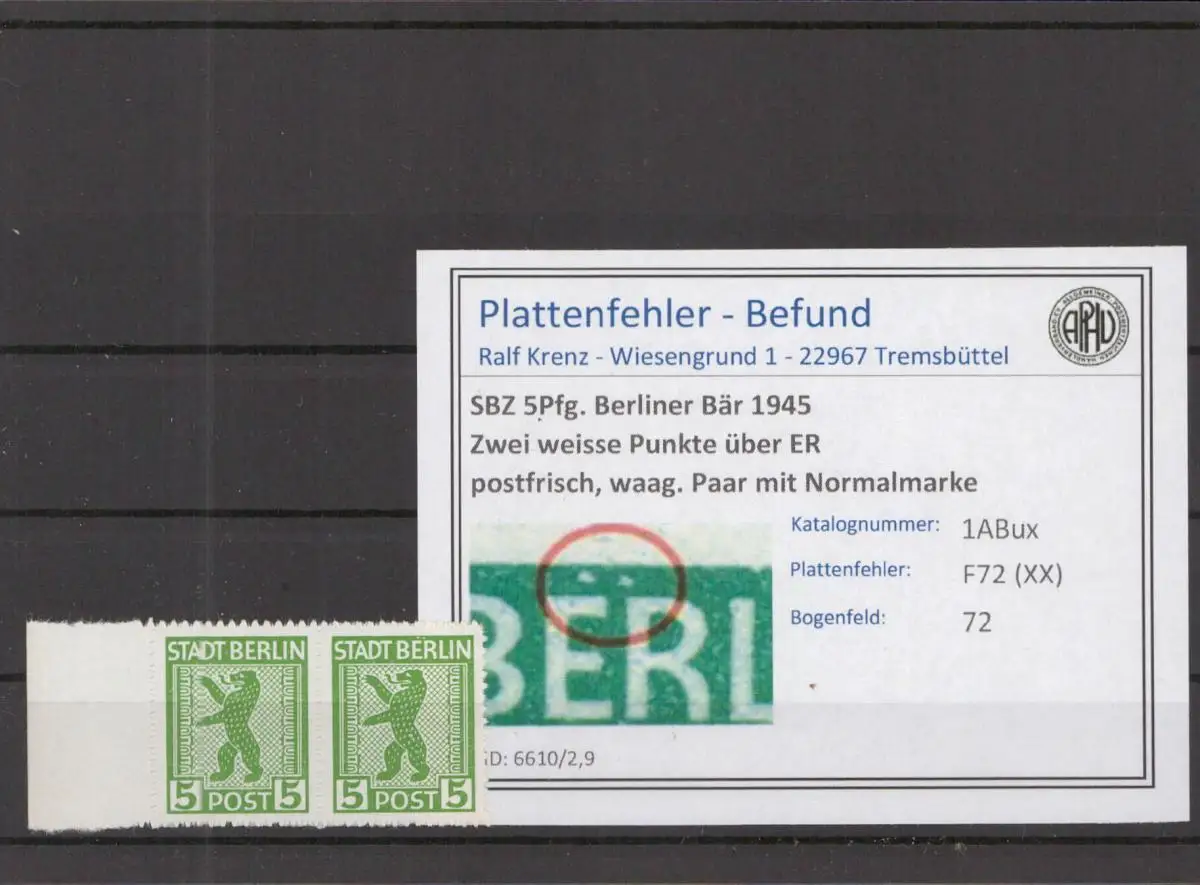 Plattenfehler - Befund
Ralf Krenz - Wiesengrund 1 - 22967 Tremsbüttel
APHV
SBZ 5Pfg. Berliner Bär 1945
Zwei weisse Punkte über ER
postfrisch, waag. Paar mit Normalmarke
Katalognummer: 1ABux
Plattenfehler: F72 (XX)
Bogenfeld: 72
BERL
D: 6610/2,9
STADT BERLIN STADT BERLIN
5 POST 5 5 POST 5